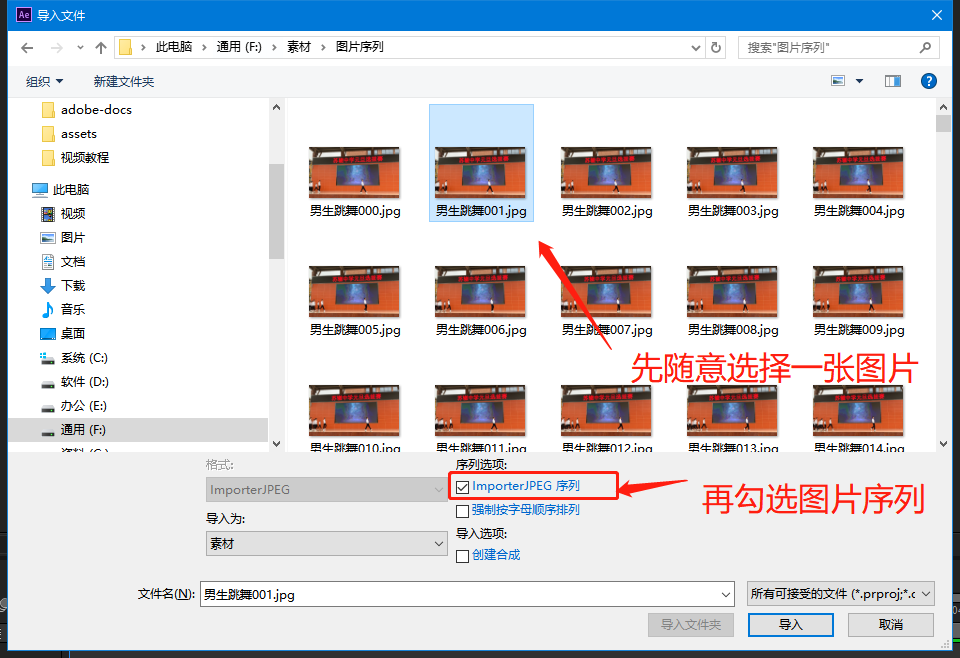 Ae 导入文件
此电脑 > 通用 (F:) > 素材 > 图片序列
搜索"图片序列"
组织
新建文件夹
adobe-docs
assets
视频教程
此电脑
视频
图片
文档
下载
音乐
桌面
系统 (C:)
软件 (D:)
办公 (E:)
通用 (F:)
男生跳舞000.jpg
男生跳舞001.jpg
男生跳舞002.jpg
男生跳舞003.jpg
男生跳舞004.jpg
男生跳舞005.jpg
男生跳舞006.jpg
男生跳舞007.jpg
男生跳舞008.jpg
男生跳舞009.jpg
先随意选择一张图片
男生跳舞010.jpg
男生跳舞011.jpg
男生跳舞012.jpg
男生跳舞013.jpg
男生跳舞014.jpg
格式:
ImporterJPEG
导入为:
素材
序列选项:
ImporterJPEG 序列
强制按字母顺序排列
导入选项:
创建合成
再勾选图片序列
文件名(N):
男生跳舞001.jpg
所有可接受的文件 (*.prproj;*.c
导入文件夹
导入
取消